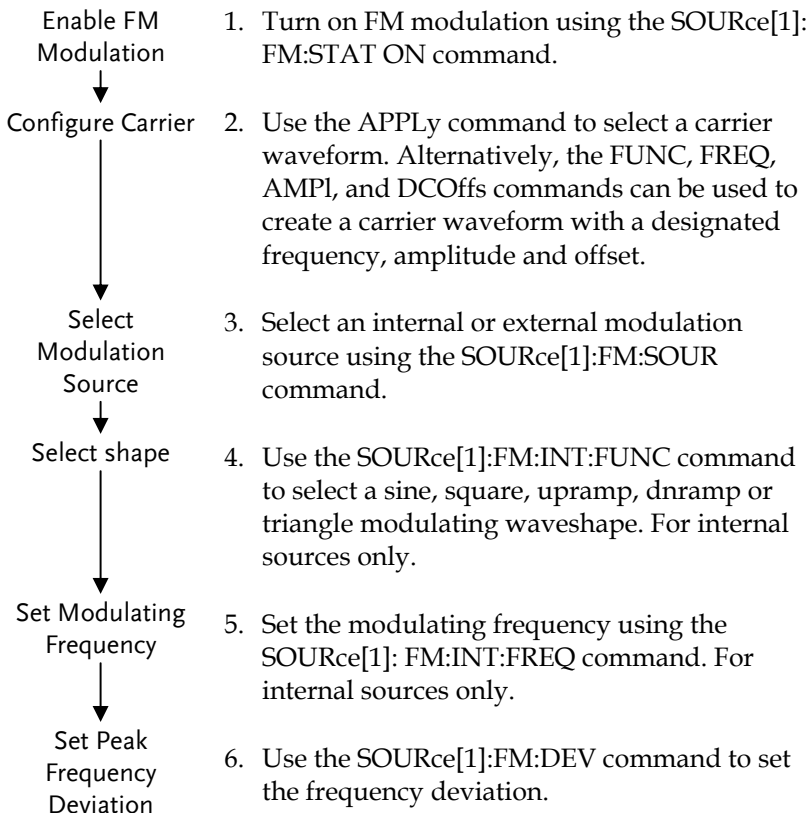 Enable FM
Modulation
1. Turn on FM modulation using the SOURce[1]:
FM:STAT ON command.
Configure Carrier
2. Use the APPLy command to select a carrier
waveform. Alternatively, the FUNC, FREQ,
AMPl, and DCOffs commands can be used to
create a carrier waveform with a designated
frequency, amplitude and offset.
Select
Modulation
Source
3. Select an internal or external modulation
source using the SOURce[1]:FM:SOUR
command.
Select shape
4. Use the SOURce[1]:FM:INT:FUNC command
to select a sine, square, upramp, dnramp or
triangle modulating waveshape. For internal
sources only.
Set Modulating
Frequency
5. Set the modulating frequency using the
SOURce[1]: FM:INT:FREQ command. For
internal sources only.
Set Peak
Frequency
Deviation
6. Use the SOURce[1]:FM:DEV command to set
the frequency deviation.